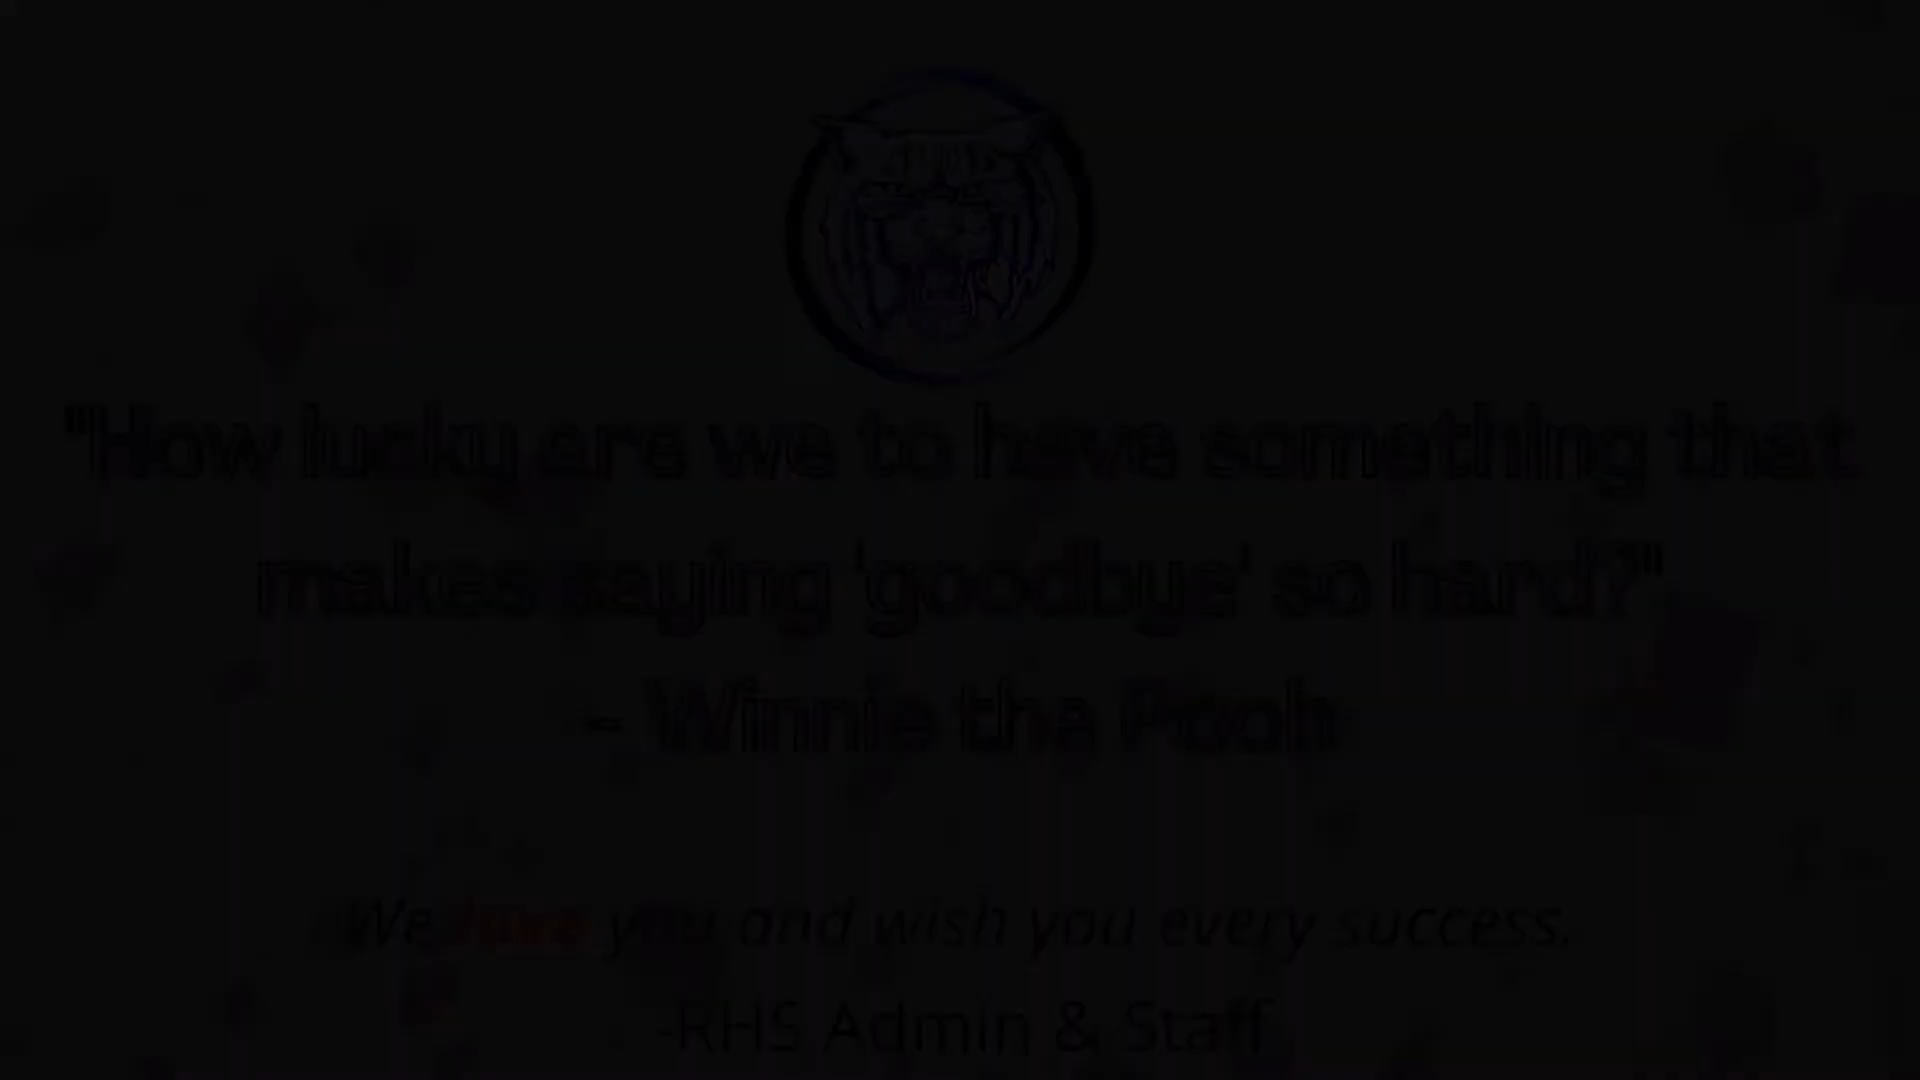 "How lucky are we to have something that
makes saying 'goodbye' so hard?"
- Winnie the Pooh
We love you and wish you every success.
-RHS Admin & Staff